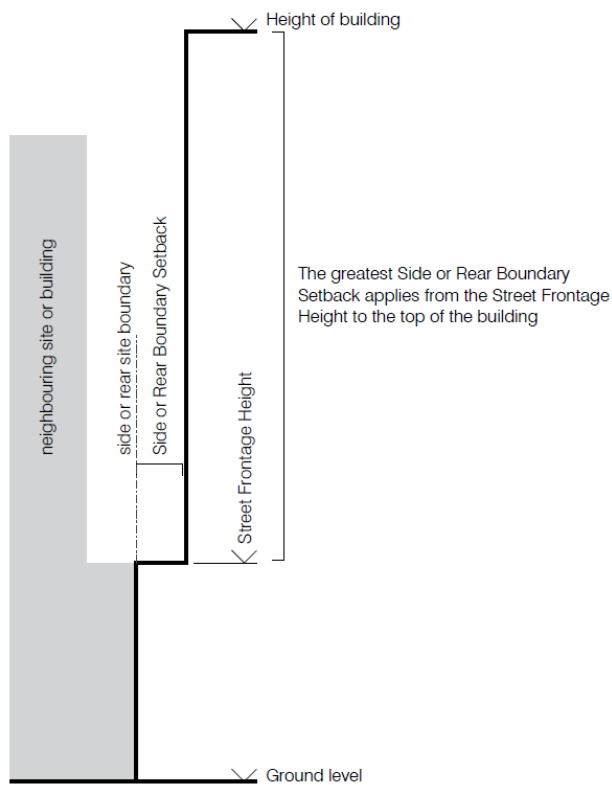 Height of building
neighbouring site or building
side or rear site boundary
Side or Rear Boundary Setback
The greatest Side or Rear Boundary
Setback applies from the Street Frontage
Height to the top of the building
Street Frontage Height
Ground level